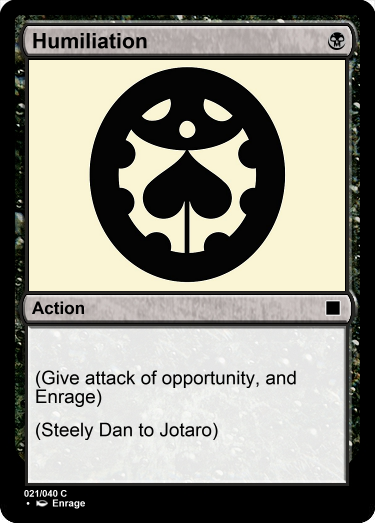 Humiliation
Action
(Give attack of opportunity, and
Enrage)
(Steely Dan to Jotaro)
021/040 C
• Enrage